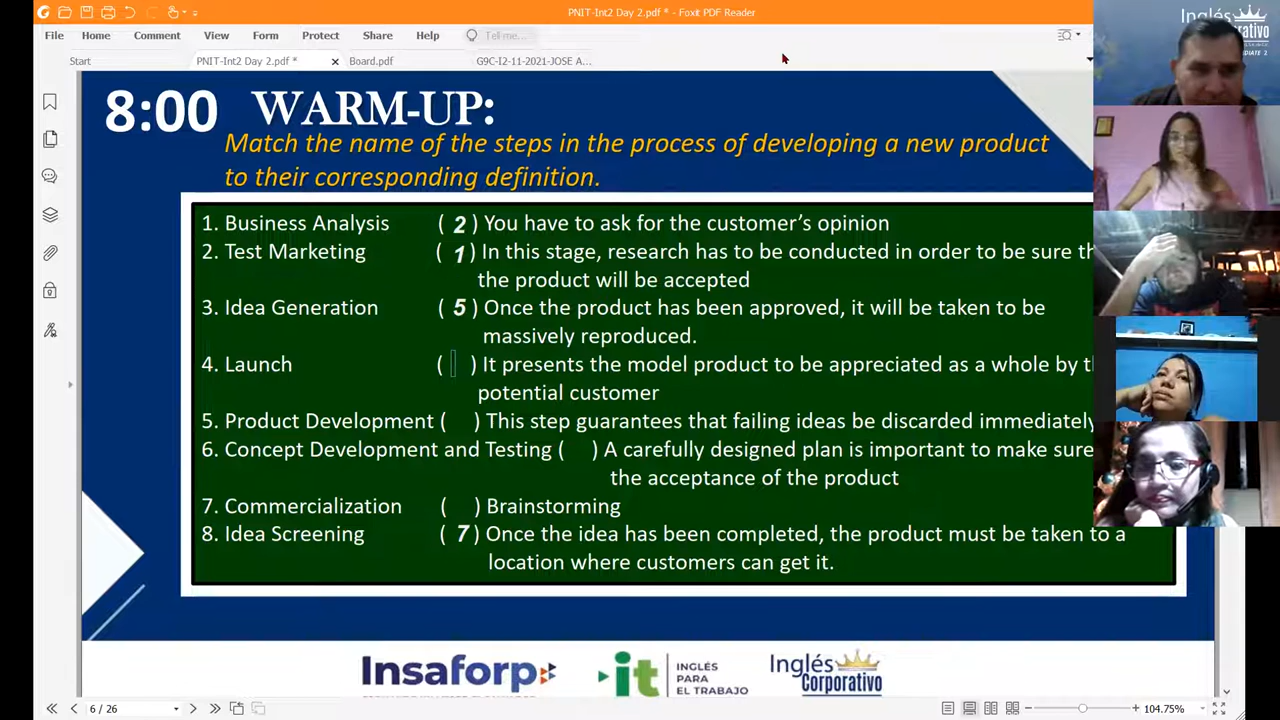 PNIT-Int2 Day 2.pdf * - Foxit PDF Reader
File Home Comment View Form Protect Share Help Tell me...
Start PNIT-Int2 Day 2.pdf * Board.pdf G9C-I2-11-2021-JOSE A...
Inglés
Corporativo
8:00 WARM-UP:
Match the name of the steps in the process of developing a new product
to their corresponding definition.
1. Business Analysis ( 2 ) You have to ask for the customer's opinion
2. Test Marketing ( 1 ) In this stage, research has to be conducted in order to be sure th
the product will be accepted
3. Idea Generation ( 5 ) Once the product has been approved, it will be taken to be
massively reproduced.
4. Launch ( ) It presents the model product to be appreciated as a whole by t
potential customer
5. Product Development ( ) This step guarantees that failing ideas be discarded immediately
6. Concept Development and Testing ( ) A carefully designed plan is important to make sure
the acceptance of the product
7. Commercialization ( ) Brainstorming
8. Idea Screening ( 7 ) Once the idea has been completed, the product must be taken to a
location where customers can get it.
Insaforp it INGLÉS
PARA
EL TRABAJO
Inglés
Corporativo
6 / 26 104.75%